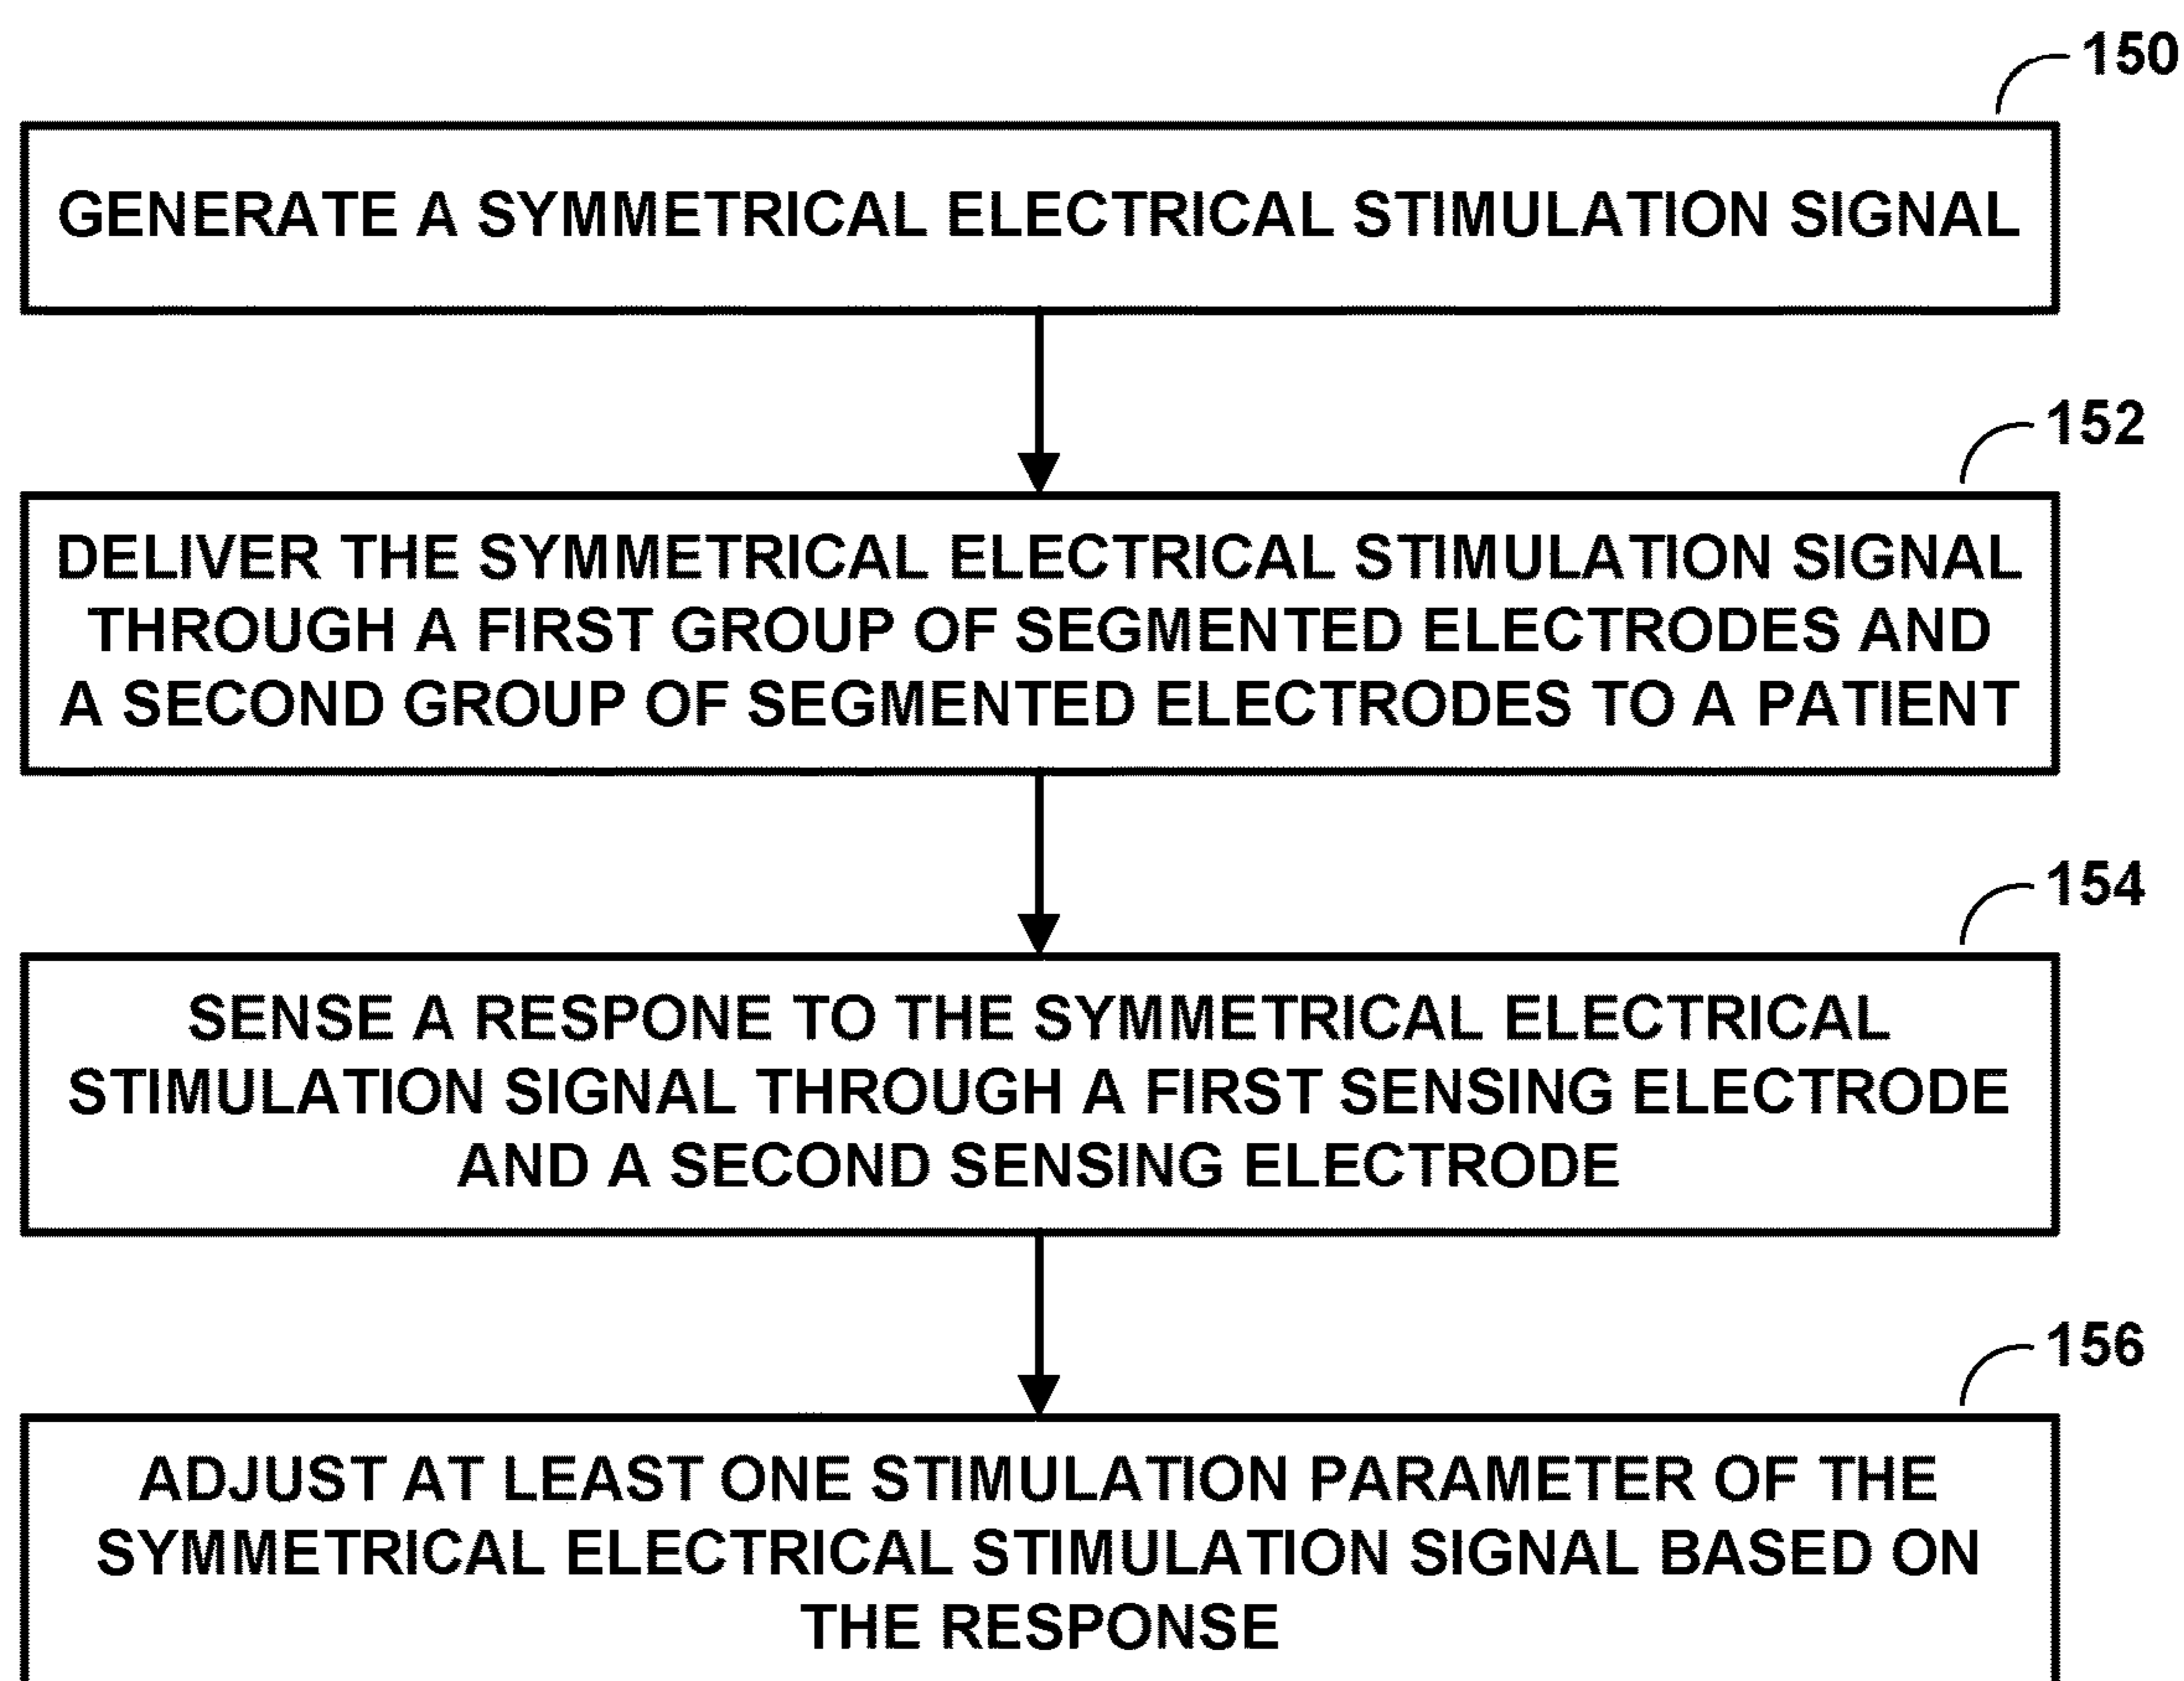 150
GENERATE A SYMMETRICAL ELECTRICAL STIMULATION SIGNAL
152
DELIVER THE SYMMETRICAL ELECTRICAL STIMULATION SIGNAL
THROUGH A FIRST GROUP OF SEGMENTED ELECTRODES AND
A SECOND GROUP OF SEGMENTED ELECTRODES TO A PATIENT
154
SENSE A RESPONE TO THE SYMMETRICAL ELECTRICAL
STIMULATION SIGNAL THROUGH A FIRST SENSING ELECTRODE
AND A SECOND SENSING ELECTRODE
156
ADJUST AT LEAST ONE STIMULATION PARAMETER OF THE
SYMMETRICAL ELECTRICAL STIMULATION SIGNAL BASED ON
THE RESPONSE